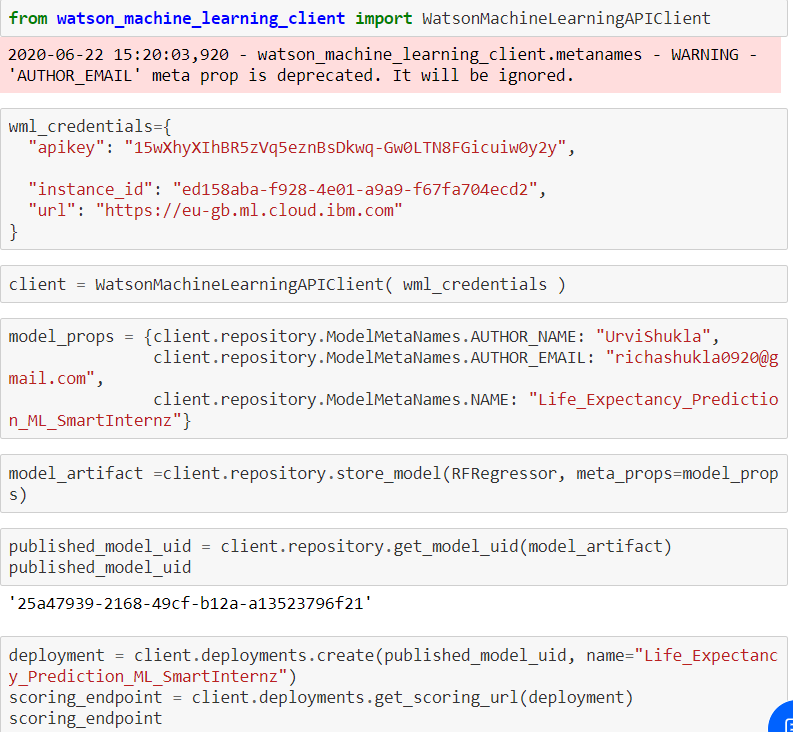 from watson_machine_learning_client import WatsonMachineLearningAPIClient
2020-06-22 15:20:03,920 - watson_machine_learning_client.metanames - WARNING -
'AUTHOR_EMAIL' meta prop is deprecated. It will be ignored.
wml_credentials={
"apikey": "15wXhyXIhBR5zVq5eznBsDkwq-Gw0LTN8FGicuiw0y2y",
"instance_id": "ed158aba-f928-4e01-a9a9-f67fa704ecd2",
"url": "https://eu-gb.ml.cloud.ibm.com"
}
client = WatsonMachineLearningAPIClient( wml_credentials )
model_props = {client.repository.ModelMetaNames.AUTHOR_NAME: "UrviShukla",
client.repository.ModelMetaNames.AUTHOR_EMAIL: "richashukla0920@g
mail.com",
client.repository.ModelMetaNames.NAME: "Life_Expectancy_Predictio
n_ML_SmartInternz"}
model_artifact =client.repository.store_model(RFRegressor, meta_props=model_prop
s)
published_model_uid = client.repository.get_model_uid(model_artifact)
published_model_uid
'25a47939-2168-49cf-b12a-a13523796f21'
deployment = client.deployments.create(published_model_uid, name="Life_Expectanc
y_Prediction_ML_SmartInternz")
scoring_endpoint = client.deployments.get_scoring_url(deployment)
scoring_endpoint